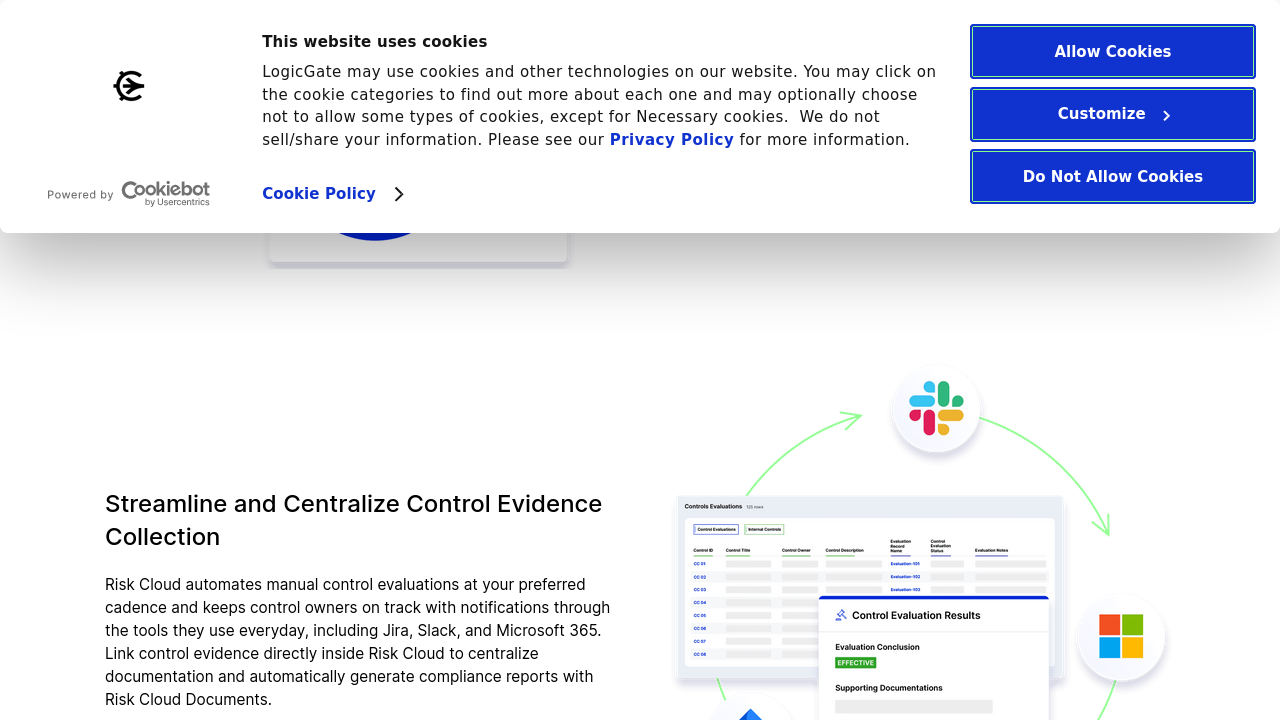 This website uses cookies
LogicGate may use cookies and other technologies on our website. You may click on
the cookie categories to find out more about each one and may optionally choose
not to allow some types of cookies, except for Necessary cookies.  We do not
sell/share your information. Please see our Privacy Policy for more information.
Cookie Policy
Powered by Cookiebot
by Usercentrics
Allow Cookies
Customize
Do Not Allow Cookies
Streamline and Centralize Control Evidence
Collection
Risk Cloud automates manual control evaluations at your preferred
cadence and keeps control owners on track with notifications through
the tools they use everyday, including Jira, Slack, and Microsoft 365.
Link control evidence directly inside Risk Cloud to centralize
documentation and automatically generate compliance reports with
Risk Cloud Documents.
Controls Evaluations 125 rows
Control Evaluations Internal Controls
Control ID Control Title Control Owner Control Description Evaluation Record Name Control Evaluation Status Evaluation Notes
CC 01 Evaluation-101
CC 02 Evaluation-102
CC 03 Evaluation-103
CC 04
CC 05
CC 06
CC 07
CC 08
Control Evaluation Results
Evaluation Conclusion
EFFECTIVE
Supporting Documentations